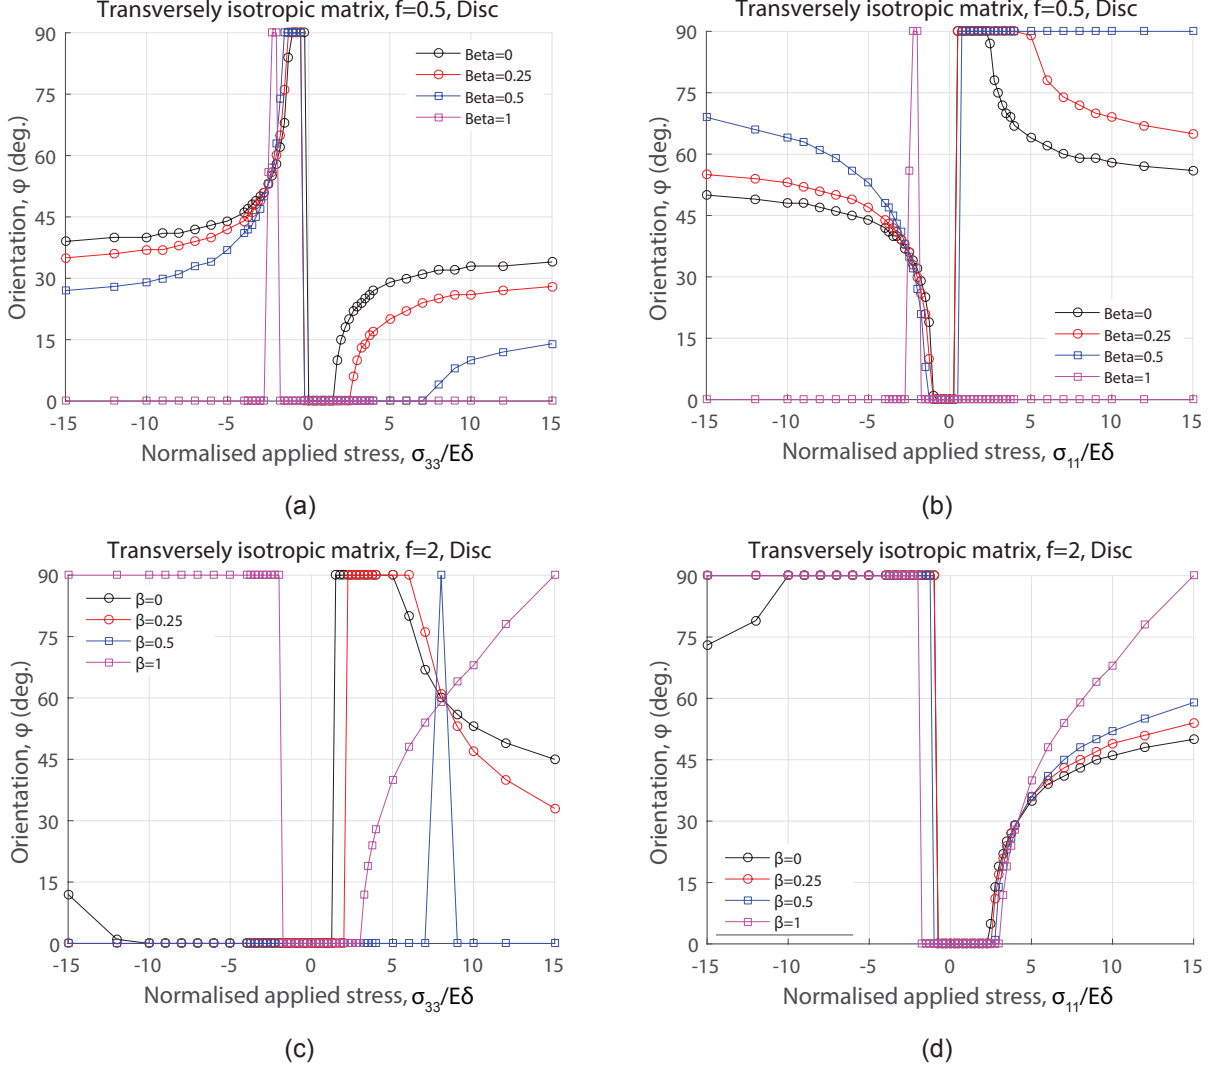 Transversely isotropic matrix, f=0.5, Disc
90
75
60
45
30
15
0
Orientation, φ (deg.)
Beta=0
Beta=0.25
Beta=0.5
Beta=1
-15 -10 -5 0 5 10 15
Normalised applied stress, σ33/Eδ
(a)
Transversely isotropic matrix, f=0.5, Disc
90
75
60
45
30
15
0
Orientation, φ (deg.)
Beta=0
Beta=0.25
Beta=0.5
Beta=1
-15 -10 -5 0 5 10 15
Normalised applied stress, σ11/Eδ
(b)
Transversely isotropic matrix, f=2, Disc
90
75
60
45
30
15
0
Orientation, φ (deg.)
β=0
β=0.25
β=0.5
β=1
-15 -10 -5 0 5 10 15
Normalised applied stress, σ33/Eδ
(c)
Transversely isotropic matrix, f=2, Disc
90
75
60
45
30
15
0
Orientation, φ (deg.)
β=0
β=0.25
β=0.5
β=1
-15 -10 -5 0 5 10 15
Normalised applied stress, σ11/Eδ
(d)